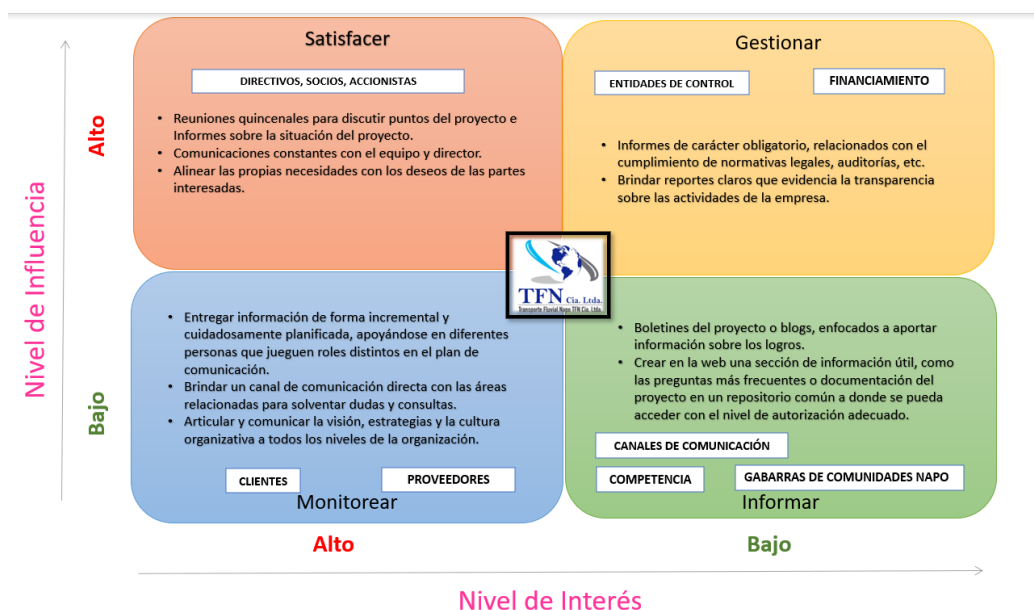 Satisfacer
DIRECTIVOS, SOCIOS, ACCIONISTAS
• Reuniones quincenales para discutir puntos del proyecto e
Informes sobre la situación del proyecto.
• Comunicaciones constantes con el equipo y director.
• Alinear las propias necesidades con los deseos de las partes
interesadas.
Gestionar
ENTIDADES DE CONTROL
FINANCIAMIENTO
• Informes de carácter obligatorio, relacionados con el
cumplimiento de normativas legales, auditorías, etc.
• Brindar reportes claros que evidencia la transparencia
sobre las actividades de la empresa.
TFN Cia. Ltda.
Transporte Fluvial Napo TFN Cia. Ltda.
• Entregar información de forma incremental y
cuidadosamente planificada, apoyándose en diferentes
personas que jueguen roles distintos en el plan de
comunicación.
• Brindar un canal de comunicación directa con las áreas
relacionadas para solventar dudas y consultas.
• Articular y comunicar la visión, estrategias y la cultura
organizativa a todos los niveles de la organización.
CLIENTES
PROVEEDORES
Monitorear
• Boletines del proyecto o blogs, enfocados a aportar
información sobre los logros.
• Crear en la web una sección de información útil, como
las preguntas más frecuentes o documentación del
proyecto en un repositorio común a donde se pueda
acceder con el nivel de autorización adecuado.
CANALES DE COMUNICACIÓN
COMPETENCIA
GABARRAS DE COMUNIDADES NAPO
Informar
Nivel de Influencia
Alto
Bajo
Alto
Bajo
Nivel de Interés